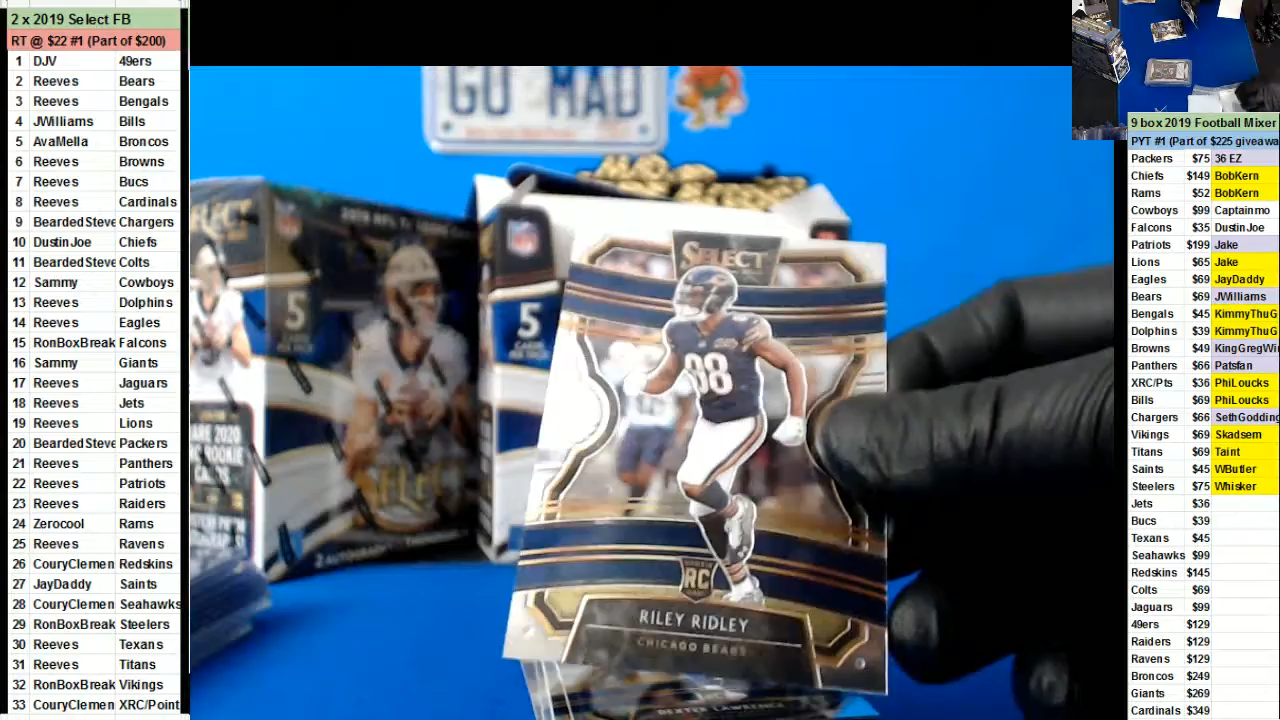 2 x 2019 Select FB
RT @ $22 #1 (Part of $200)
1 DJV 49ers
2 Reeves Bears
3 Reeves Bengals
4 JWilliams Bills
5 AvaMella Broncos
6 Reeves Browns
7 Reeves Bucs
8 Reeves Cardinals
9 BeardedSteve Chargers
10 DustinJoe Chiefs
11 BeardedSteve Colts
12 Sammy Cowboys
13 Reeves Dolphins
14 Reeves Eagles
15 RonBoxBreak Falcons
16 Sammy Giants
17 Reeves Jaguars
18 Reeves Jets
19 Reeves Lions
20 BeardedSteve Packers
21 Reeves Panthers
22 Reeves Patriots
23 Reeves Raiders
24 Zerocool Rams
25 Reeves Ravens
26 CouryClemen Redskins
27 JayDaddy Saints
28 CouryClemen Seahawks
29 RonBoxBreak Steelers
30 Reeves Texans
31 Reeves Titans
32 RonBoxBreak Vikings
33 CouryClemen XRC/Point
GO MAD
5
5
SELECT
88
RC
RILEY RIDLEY
CHICAGO BEARS
DEXTER LAWRENCE
9 box 2019 Football Mixer
PYT #1 (Part of $225 giveawa
Packers $75 36 EZ
Chiefs $149 BobKern
Rams $52 BobKern
Cowboys $99 Captainmo
Falcons $35 DustinJoe
Patriots $199 Jake
Lions $65 Jake
Eagles $69 JayDaddy
Bears $69 JWilliams
Bengals $45 KimmyThuG
Dolphins $39 KimmyThuG
Browns $49 KingGregWi
Panthers $66 Patsfan
XRC/Pts $36 PhiLoucks
Bills $69 PhiLoucks
Chargers $66 SethGodding
Vikings $69 Skadsem
Titans $69 Taint
Saints $45 WButler
Steelers $75 Whisker
Jets $36
Bucs $39
Texans $45
Seahawks $99
Redskins $145
Colts $69
Jaguars $99
49ers $129
Raiders $129
Ravens $129
Broncos $249
Giants $269
Cardinals $349